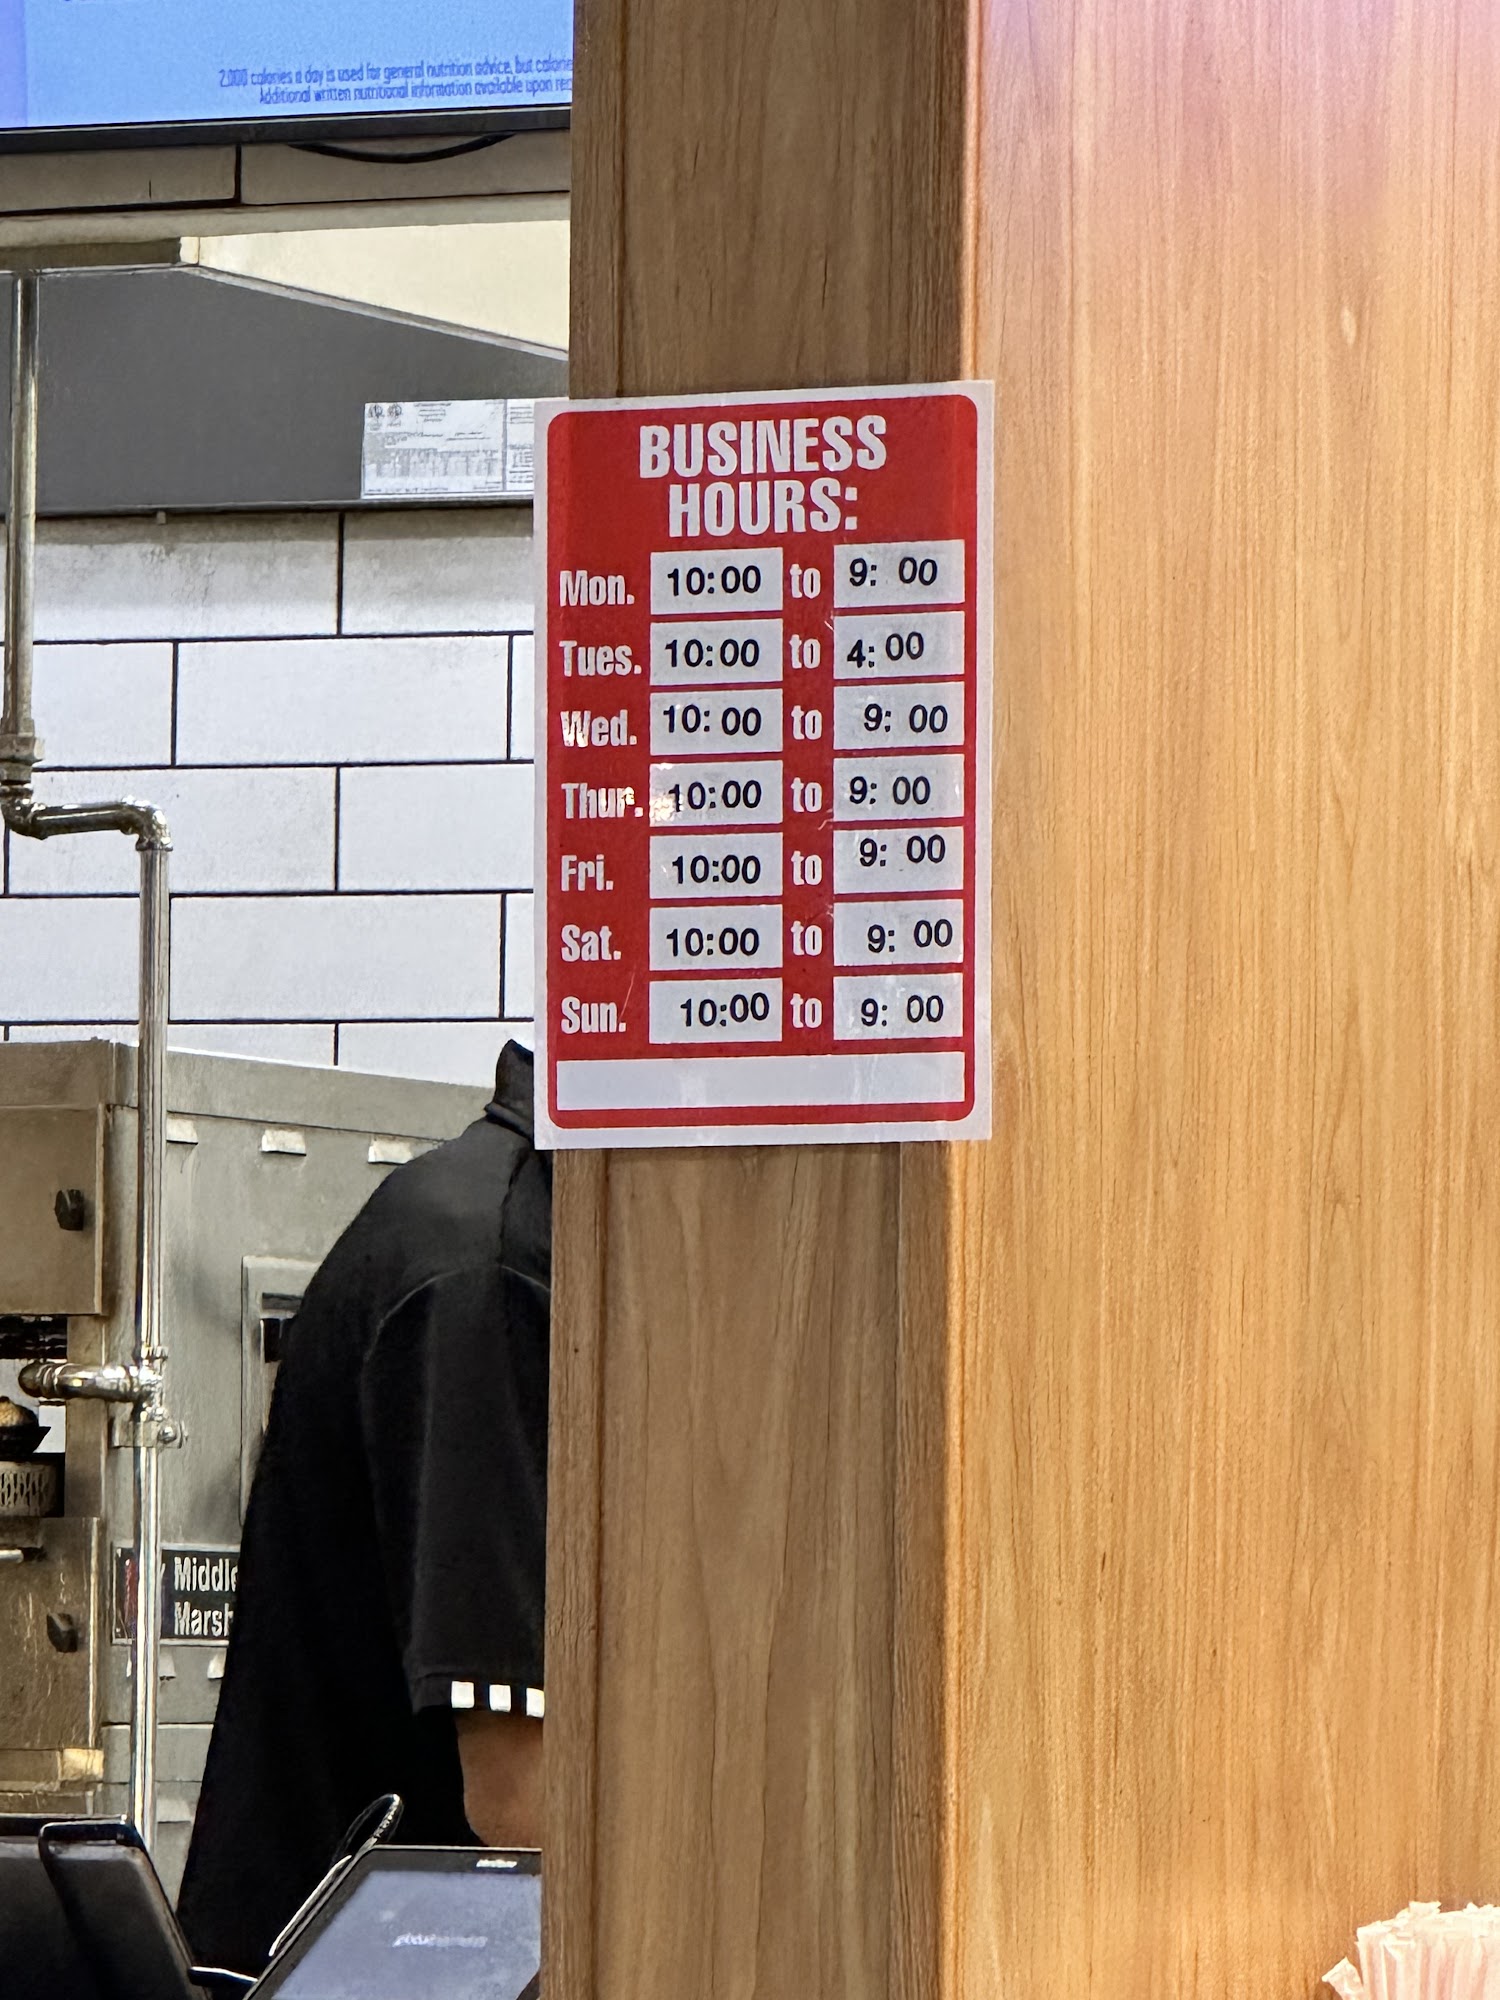 2,000 calories a day is used for general nutrition advice, but calorie
Additional written nutritional information available upon req
BUSINESS
HOURS:
Mon. 10:00 to 9: 00
Tues. 10:00 to 4:00
Wed. 10:00 to 9: 00
Thur. 10:00 to 9: 00
Fri. 10:00 to 9: 00
Sat. 10:00 to 9: 00
Sun. 10:00 to 9: 00
Middle
Marsh